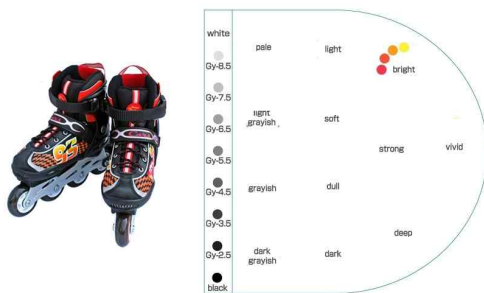 white
Gy-8.5
Gy-7.5
Gy-6.5
Gy-5.5
Gy-4.5
Gy-3.5
Gy-2.5
black
pale
light
bright
light
grayish
soft
strong
vivid
grayish
dull
deep
dark
grayish
dark
95